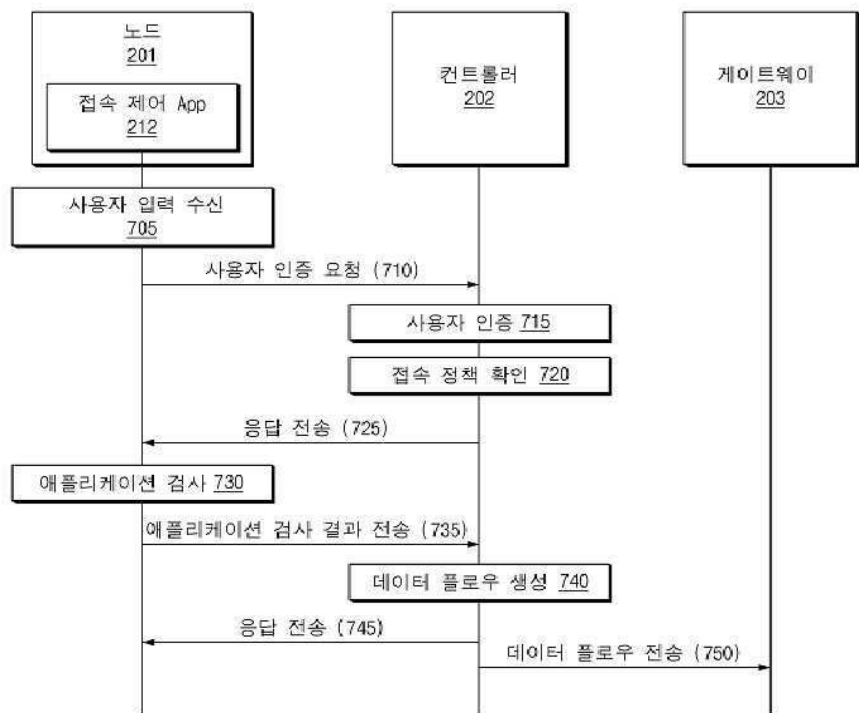 노드
201
접속 제어 App
212
컨트롤러
202
게이트웨이
203
사용자 입력 수신
705
사용자 인증 요청 (710)
사용자 인증 715
접속 정책 확인 720
응답 전송 (725)
애플리케이션 검사 730
애플리케이션 검사 결과 전송 (735)
데이터 플로우 생성 740
응답 전송 (745)
데이터 플로우 전송 (750)